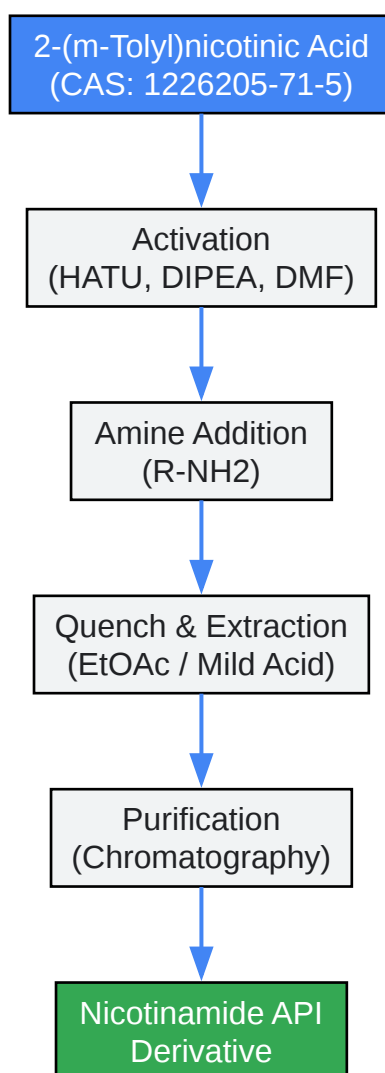 2-(m-Tolyl)nicotinic Acid
(CAS: 1226205-71-5)
Activation
(HATU, DIPEA, DMF)
Amine Addition
(R-NH2)
Quench & Extraction
(EtOAc / Mild Acid)
Purification
(Chromatography)
Nicotinamide API
Derivative